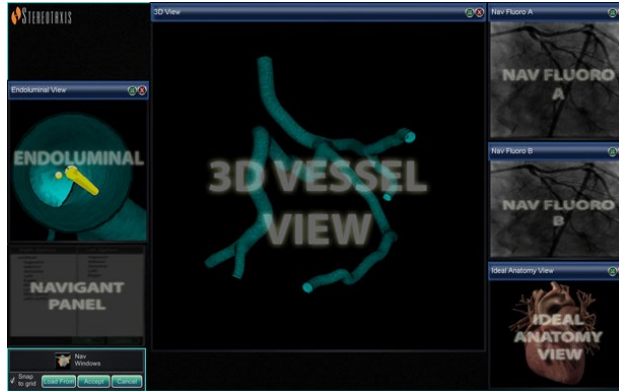 STEREOTAXIS
Endoluminal View
ENDOLUMINAL
NAVIGANT
PANEL
Nav
Windows
Snap
to grid
Load From
Accept
Cancel
3D View
3D VESSEL
VIEW
Nav Fluoro A
NAV FLUORO
A
Nav Fluoro B
NAV FLUORO
B
Ideal Anatomy View
IDEAL
ANATOMY
VIEW